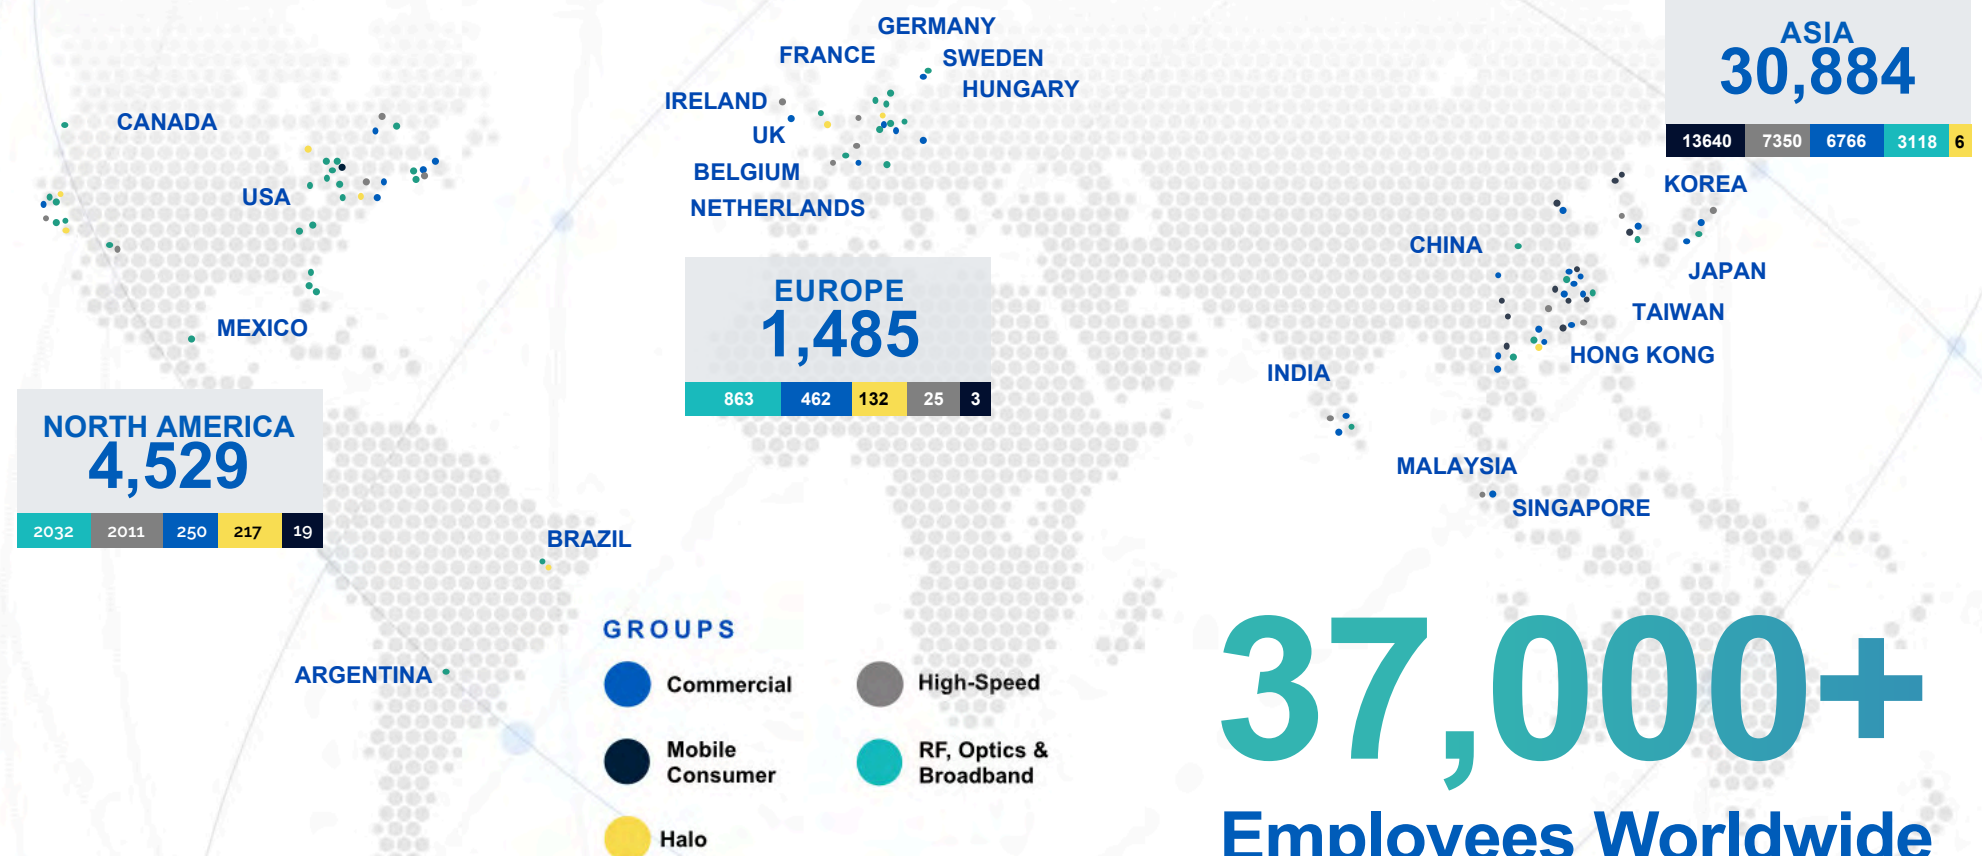 GERMANY
FRANCE
SWEDEN
HUNGARY
IRELAND
UK
BELGIUM
NETHERLANDS
CANADA
USA
MEXICO
ASIA
30,884
13640 7350 6766 3118 6
KOREA
CHINA
JAPAN
TAIWAN
HONG KONG
INDIA
MALAYSIA
SINGAPORE
EUROPE
1,485
863 462 132 25 3
NORTH AMERICA
4,529
2032 2011 250 217 19
BRAZIL
ARGENTINA
GROUPS
Commercial
High-Speed
Mobile
Consumer
RF, Optics &
Broadband
Halo
37,000+
Employees Worldwide